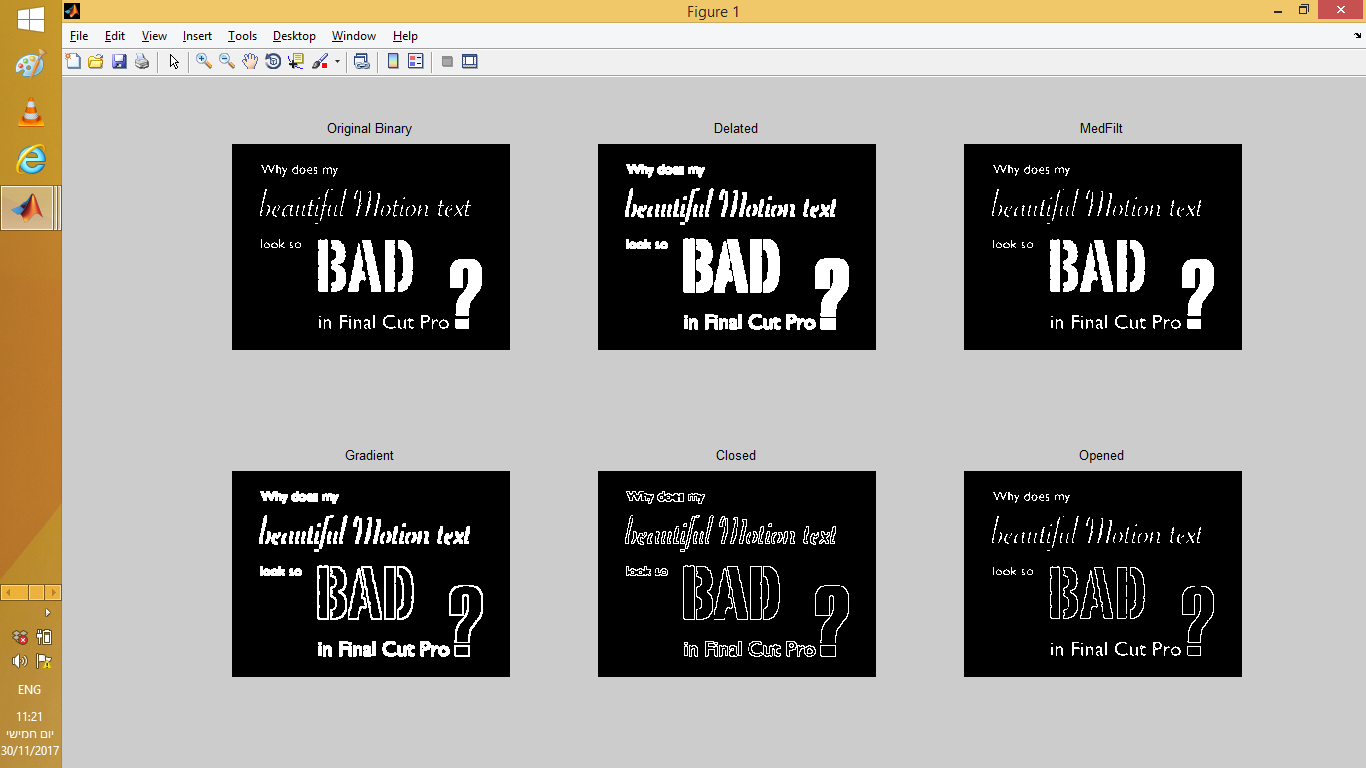 Figure 1
File Edit View Insert Tools Desktop Window Help
Original Binary Delated MedFilt
Why does my
beautiful Motion text
look so BAD
in Final Cut Pro ?
Why does my
beautiful Motion text
look so BAD
in Final Cut Pro ?
Why does my
beautiful Motion text
look so BAD
in Final Cut Pro ?
Gradient Closed Opened
Why does my
beautiful Motion text
look so BAD
in Final Cut Pro ?
Why does my
beautiful Motion text
look so BAD
in Final Cut Pro ?
Why does my
beautiful Motion text
look so BAD
in Final Cut Pro ?
ENG
11:21
יום חמישי
30/11/2017